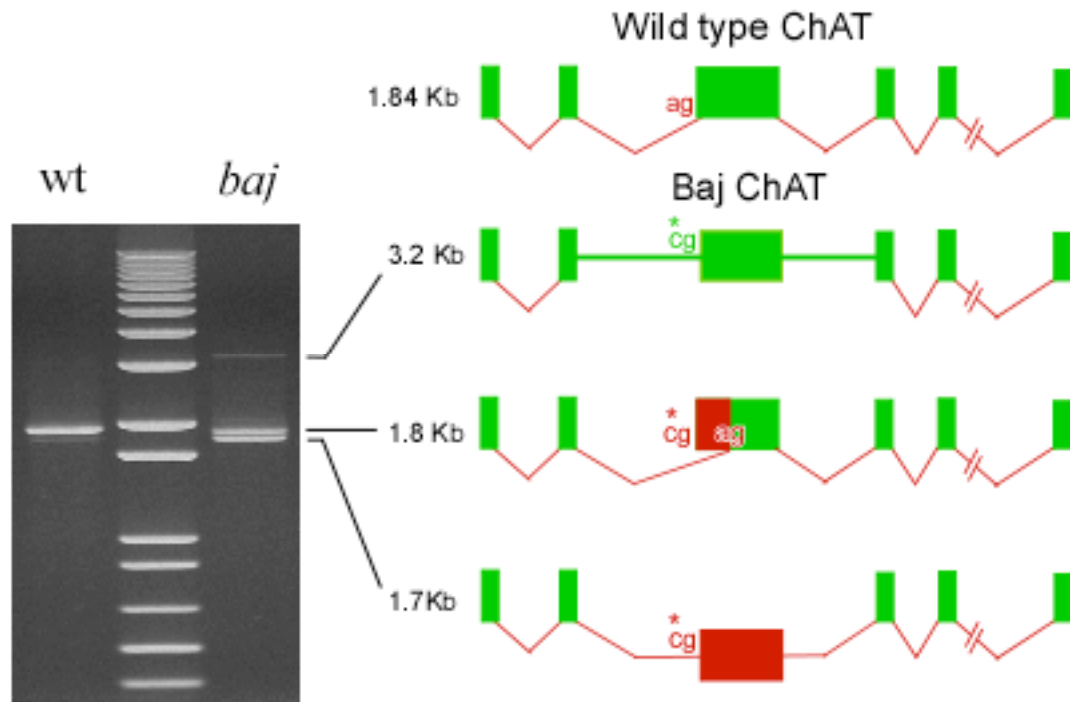 Wild type ChAT
1.84 Kb
ag
wt
baj
Baj ChAT
3.2 Kb
*
cg
1.8 Kb
*
cg
ag
1.7Kb
*
cg